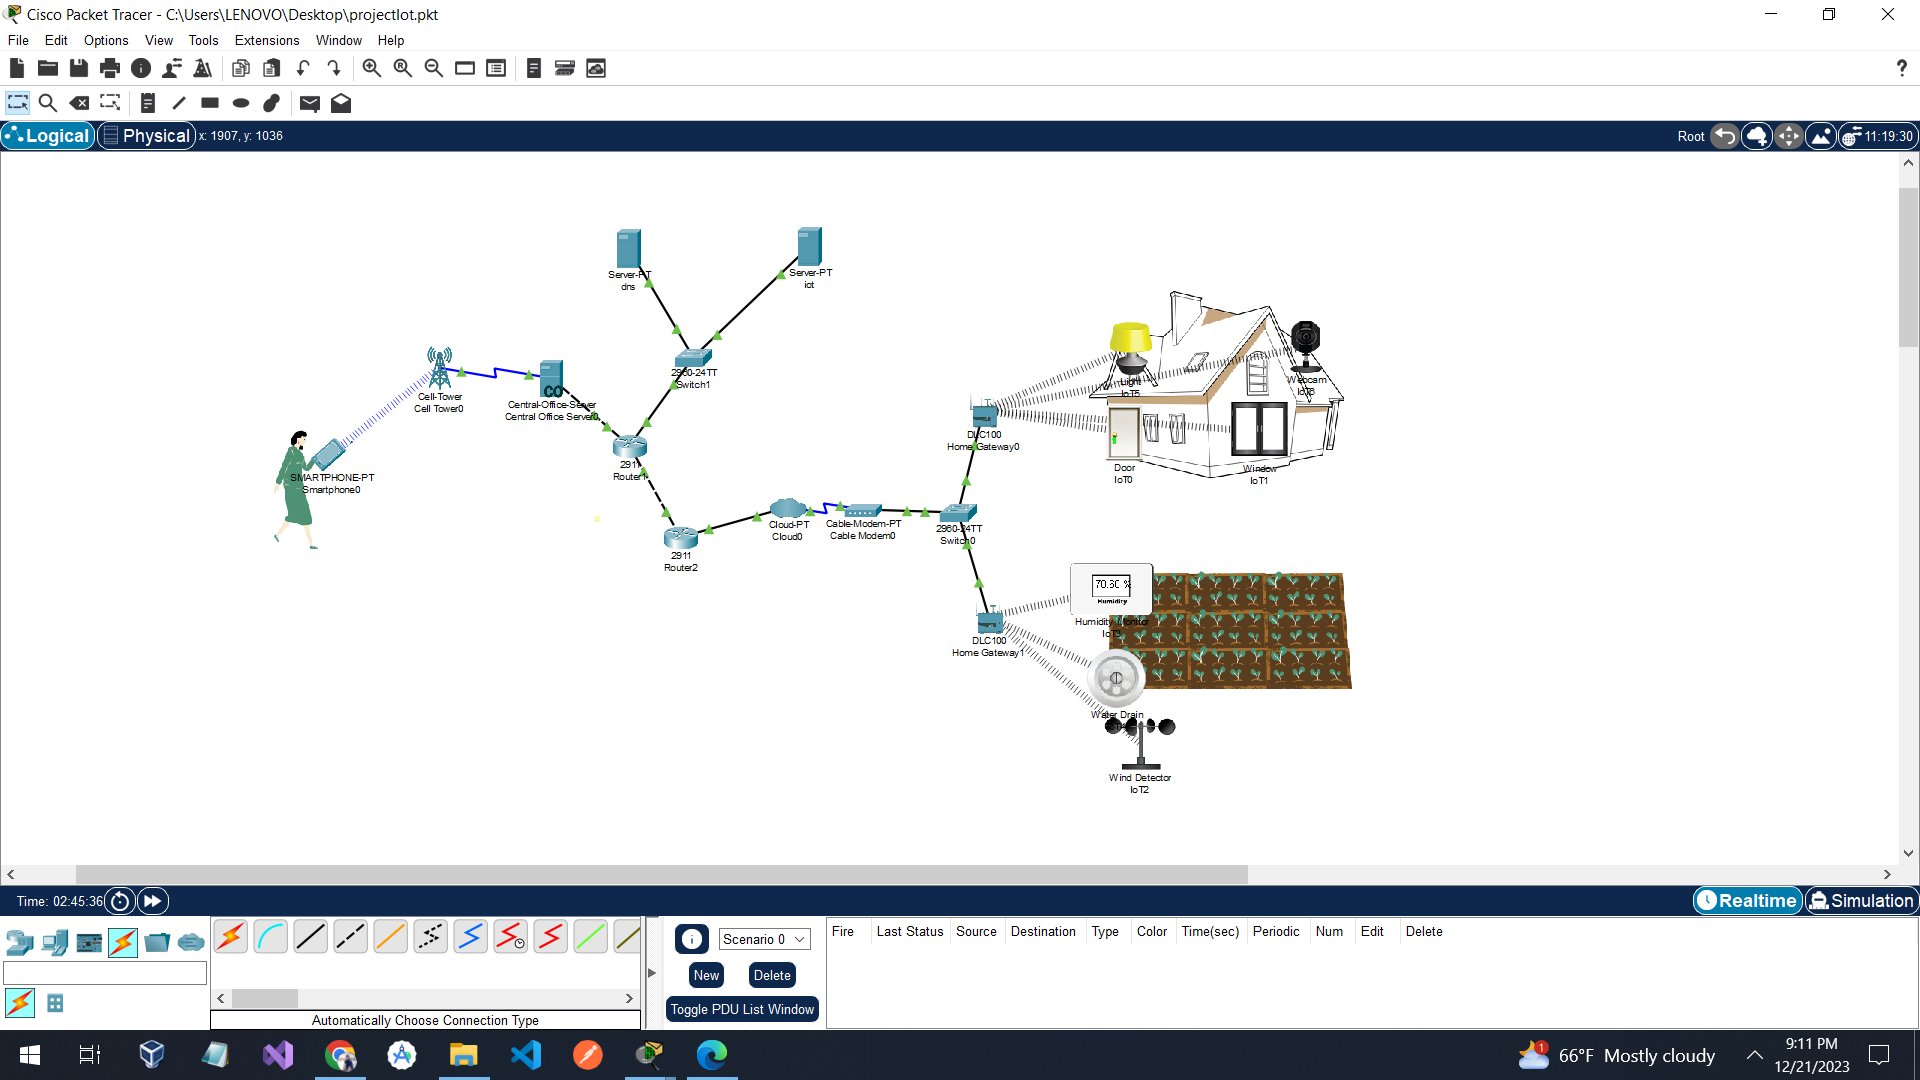 Cisco Packet Tracer - C:\Users\LENOVO\Desktop\projectIot.pkt
File Edit Options View Tools Extensions Window Help
?
Logical Physical x: 1907, y: 1036 Root 11:19:30
Server-PT
dns
Server-PT
iot
2960-24TT
Switch1
Cell-Tower
Cell Tower0
CO
Central-Office-Server
Central Office Server0
SMARTPHONE-PT
Smartphone0
2911
Router1
2911
Router2
Cloud-PT
Cloud0
Cable-Modem-PT
Cable Modem0
2960-24TT
Switch0
DLC100
Home Gateway0
DLC100
Home Gateway1
Light
IoT5
Webcam
IoT6
Door
IoT0
Window
IoT1
Humidity
Humidity Monitor
IoT3
Water Drain
Wind Detector
IoT2
Time: 02:45:36 Realtime Simulation
Scenario 0
New Delete
Toggle PDU List Window
Fire Last Status Source Destination Type Color Time(sec) Periodic Num Edit Delete
Automatically Choose Connection Type
1
66°F Mostly cloudy
9:11 PM
12/21/2023